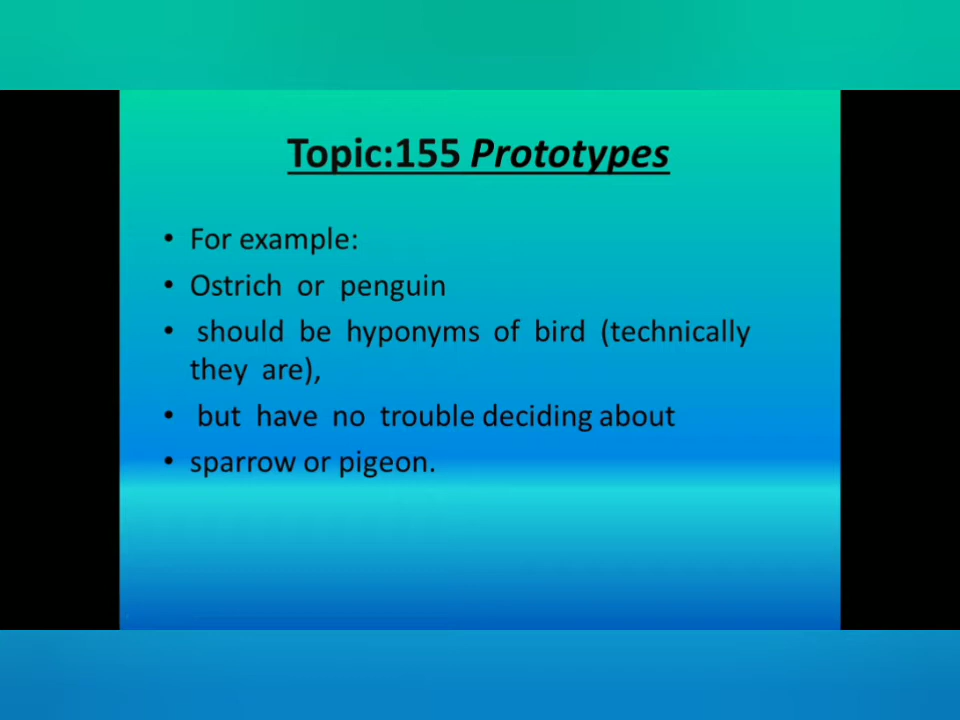 Topic:155 Prototypes
• For example:
• Ostrich or penguin
• should be hyponyms of bird (technically
they are),
• but have no trouble deciding about
• sparrow or pigeon.